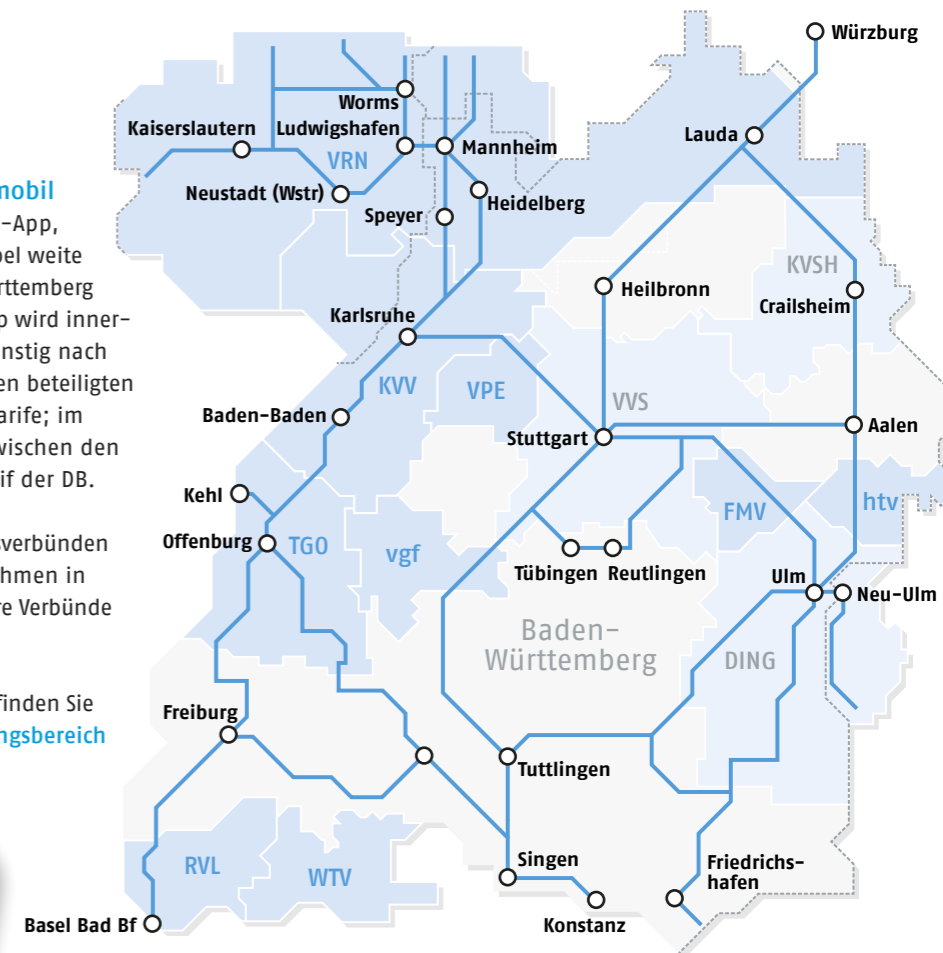 mobil
-App,
bel weite
rttemberg
p wird inner-
nstig nach
en beteiligten
arife; im
wischen den
if der DB.
sverbünden
hmen in
re Verbünde
finden Sie
ngsbereich
Würzburg
Worms
Kaiserslautern
Ludwigshafen
Lauda
Mannheim
VRN
Neustadt (Wstr)
Heidelberg
Speyer
KVSH
Heilbronn
Crailsheim
Karlsruhe
KVV
VPE
VVS
Baden-Baden
Stuttgart
Aalen
Kehl
FMV
htv
Offenburg
TGO
vgf
Tübingen
Reutlingen
Ulm
Neu-Ulm
Baden-
Württemberg
DING
Freiburg
Tuttlingen
RVL
WTV
Singen
Friedrichs-
hafen
Konstanz
Basel Bad Bf